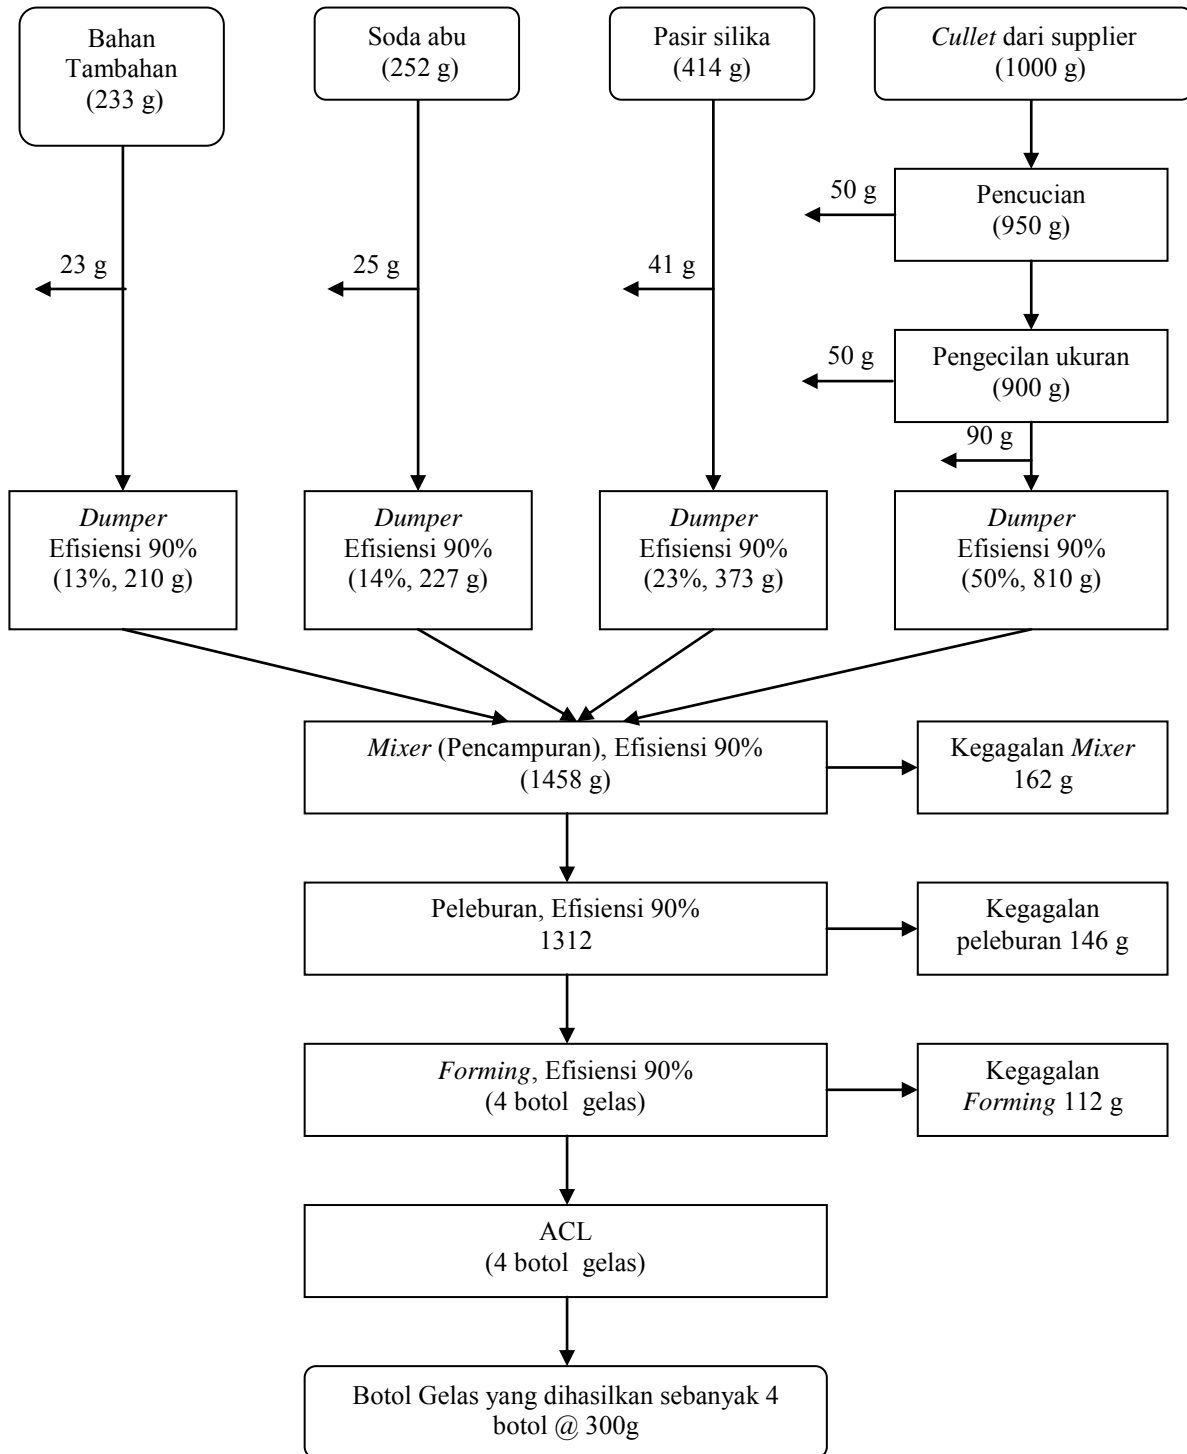 Bahan
Tambahan
(233 g)
Soda abu
(252 g)
Pasir silika
(414 g)
Cullet dari supplier
(1000 g)
50 g
Pencucian
(950 g)
23 g
25 g
41 g
50 g
Pengecilan ukuran
(900 g)
90 g
Dumper
Efisiensi 90%
(13%, 210 g)
Dumper
Efisiensi 90%
(14%, 227 g)
Dumper
Efisiensi 90%
(23%, 373 g)
Dumper
Efisiensi 90%
(50%, 810 g)
Mixer (Pencampuran), Efisiensi 90%
(1458 g)
Kegagalan Mixer
162 g
Peleburan, Efisiensi 90%
1312
Kegagalan
peleburan 146 g
Forming, Efisiensi 90%
(4 botol gelas)
Kegagalan
Forming 112 g
ACL
(4 botol gelas)
Botol Gelas yang dihasilkan sebanyak 4
botol @ 300g